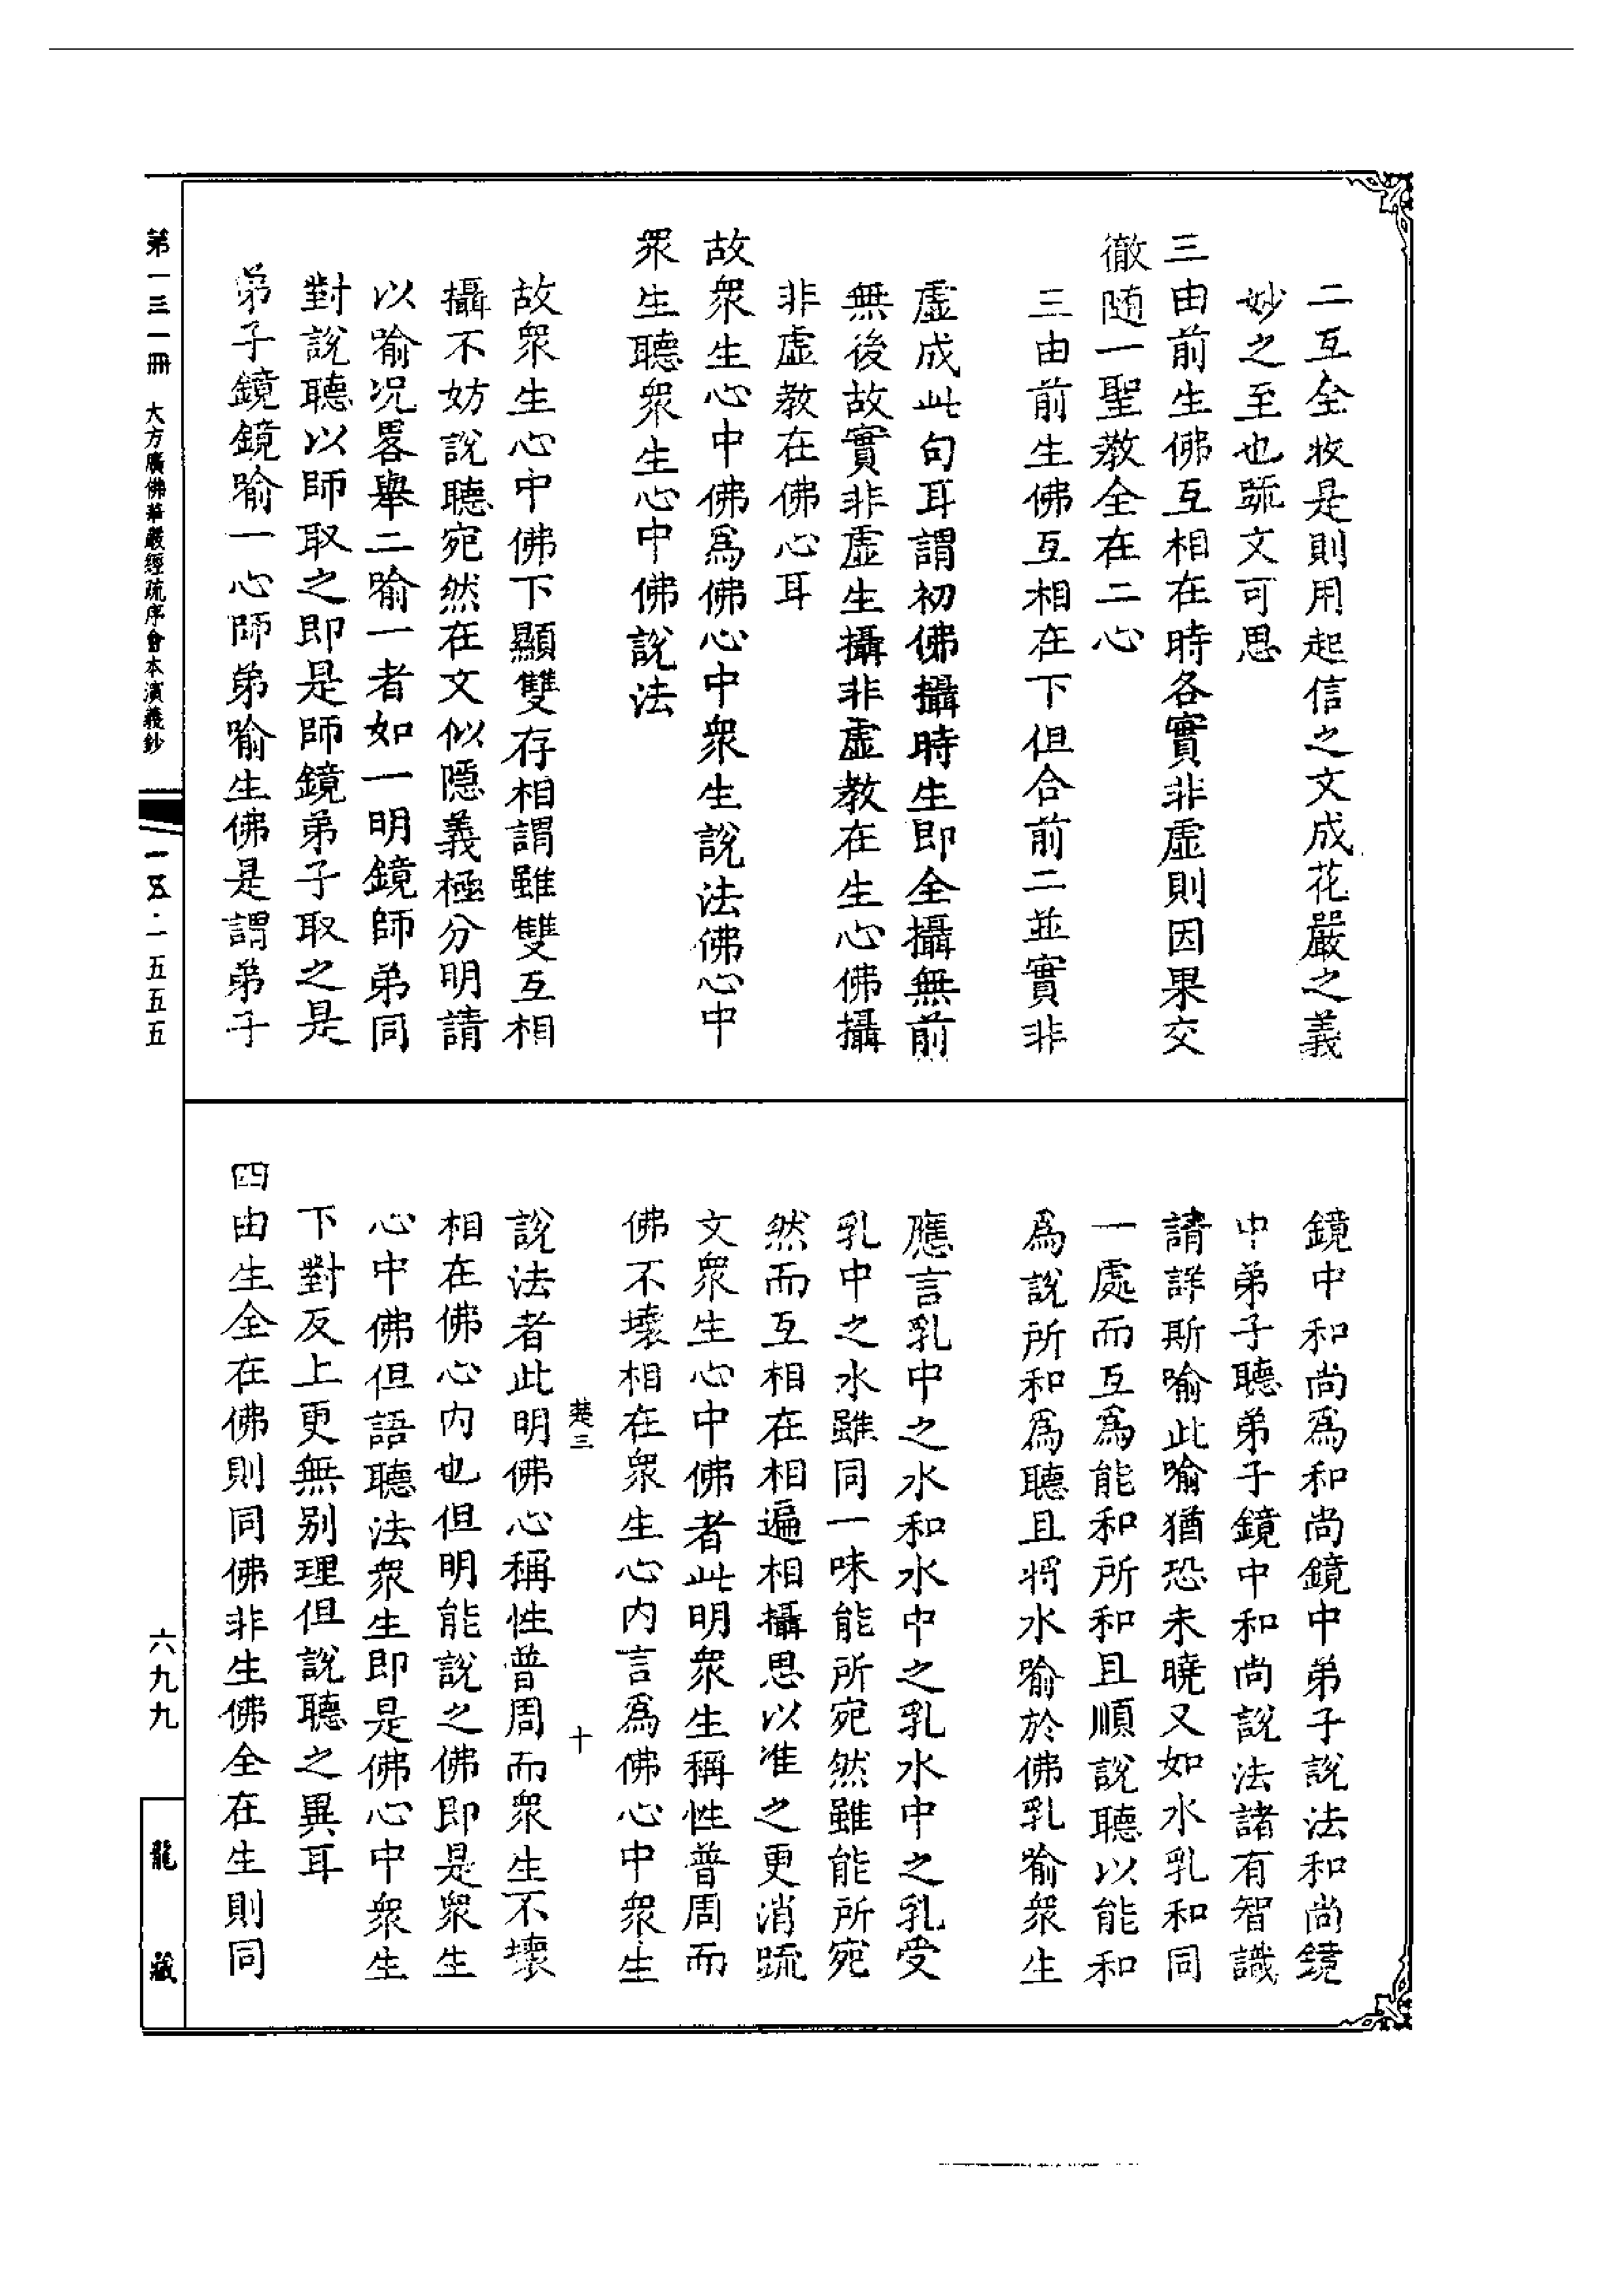 二互全收是則用起信之文成花嚴之義
妙之至也䟽文可思
三由前生佛互相在時各實非虛則因果交
徹随一聖教全在二心
三由前生佛互相在下但合前二並實非
虛成此句耳謂初佛攝時生即全攝無前
無後故實非虛生攝非虛教在生心佛攝
非虛教在佛心耳
故衆生心中佛爲佛心中衆生說法佛心中
衆生聽衆生心中佛說法
故衆生心中佛下顯雙存相謂雖雙互相
攝不妨說聽宛然在文似隱義極分明請
以喻况畧舉二喻一者如一明鏡師弟同
對說聽以師取之即是師鏡弟子取之是
弟子鏡鏡喻一心師弟喻生佛是謂弟子
鏡中和尚爲和尚鏡中弟子說法和尚鏡
中弟子聽弟子鏡中和尚說法諸有智識
請詳斯喻此喻猶恐未曉又如水乳和同
一處而互爲能和所和且順說聽以能和
爲說所和爲聽且將水喻於佛乳喻衆生
應言乳中之水和水中之乳水中之乳受
乳中之水雖同一味能所宛然雖能所宛
然而互相在相遍相攝思以准之更消䟽
文衆生心中佛者此明衆生稱性普周而
佛不壞相在衆生心内言爲佛心中衆生
楚三 十
說法者此明佛心稱性普周而衆生不壞
相在佛心内也但明能說之佛即是衆生
心中佛但語聽法衆生即是佛心中衆生
下對反上更無别理但說聽之異耳
四由生全在佛則同佛非生佛全在生則同
第一三一冊 大方廣佛華嚴經疏序會本演義鈔 一五五·二五五五
六九九
龍藏